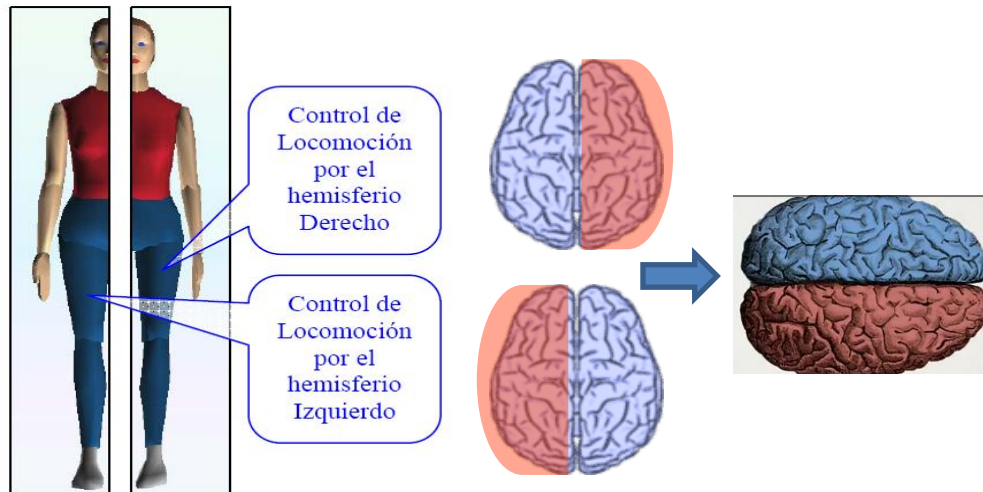 Control de
Locomoción
por el
hemisferio
Derecho
Control de
Locomoción
por el
hemisferio
Izquierdo